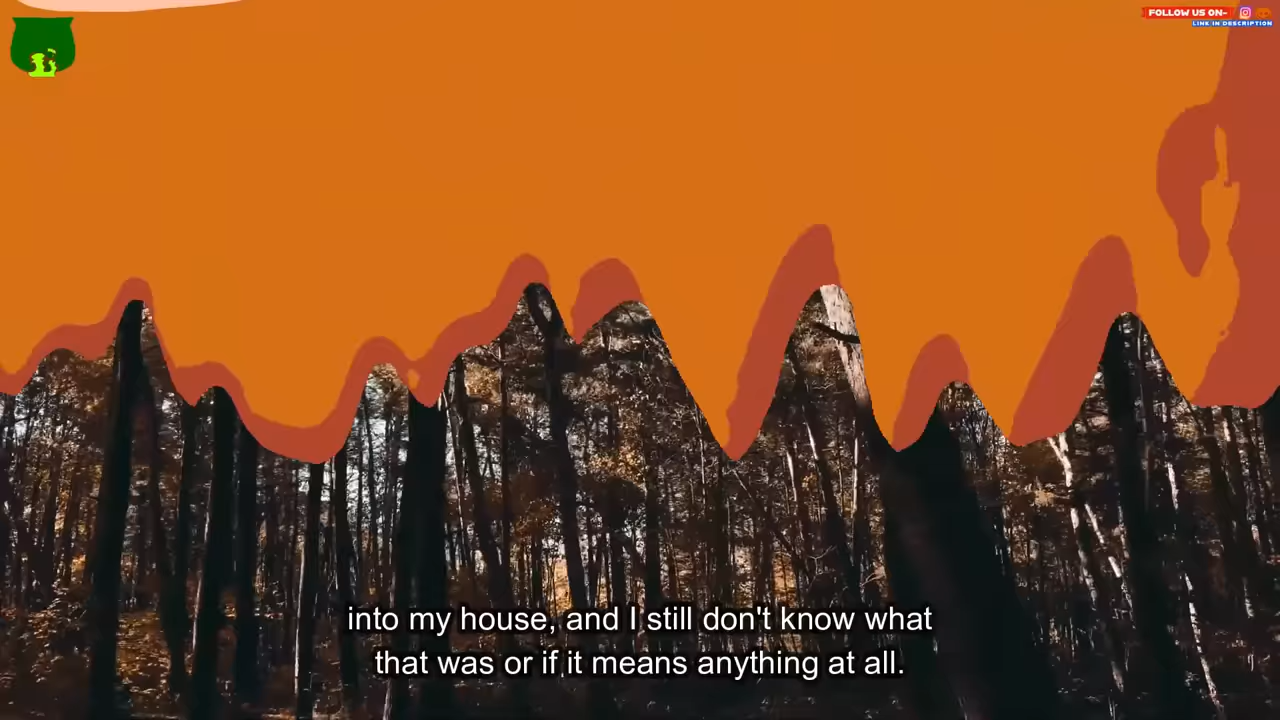 FOLLOW US ON-
LINK IN DESCRIPTION
into my house, and I still don't know what
that was or if it means anything at all.